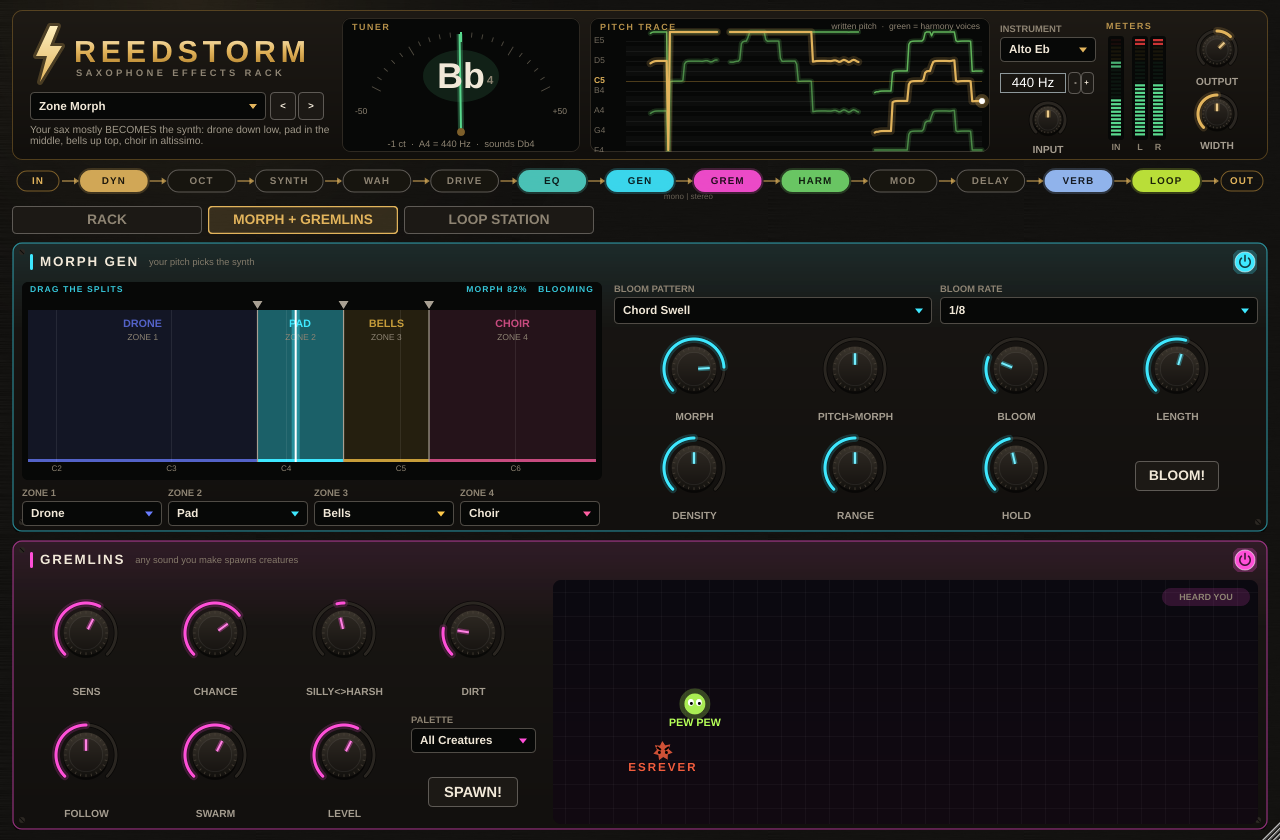 REEDSTORM
SAXOPHONE EFFECTS RACK
Zone Morph
<
>
Your sax mostly BECOMES the synth: drone down low, pad in the
middle, bells up top, choir in altissimo.
TUNER
Bb4
-50
+50
-1 ct · A4 = 440 Hz · sounds Db4
PITCH TRACE
written pitch · green = harmony voices
E5
D5
C5
B4
A4
G4
F4
INSTRUMENT
Alto Eb
440 Hz
-
+
INPUT
METERS
IN
L
R
OUTPUT
WIDTH
IN
DYN
OCT
SYNTH
WAH
DRIVE
EQ
GEN
GREM
HARM
MOD
DELAY
VERB
LOOP
OUT
mono | stereo
RACK
MORPH + GREMLINS
LOOP STATION
MORPH GEN
your pitch picks the synth
DRAG THE SPLITS
MORPH 82%
BLOOMING
DRONE
ZONE 1
PAD
ZONE 2
BELLS
ZONE 3
CHOIR
ZONE 4
C2
C3
C4
C5
C6
ZONE 1
ZONE 2
ZONE 3
ZONE 4
Drone
Pad
Bells
Choir
BLOOM PATTERN
Chord Swell
BLOOM RATE
1/8
MORPH
PITCH>MORPH
BLOOM
LENGTH
DENSITY
RANGE
HOLD
BLOOM!
GREMLINS
any sound you make spawns creatures
SENS
CHANCE
SILLY<>HARSH
DIRT
FOLLOW
SWARM
LEVEL
PALETTE
All Creatures
SPAWN!
HEARD YOU
PEW PEW
ESREVER